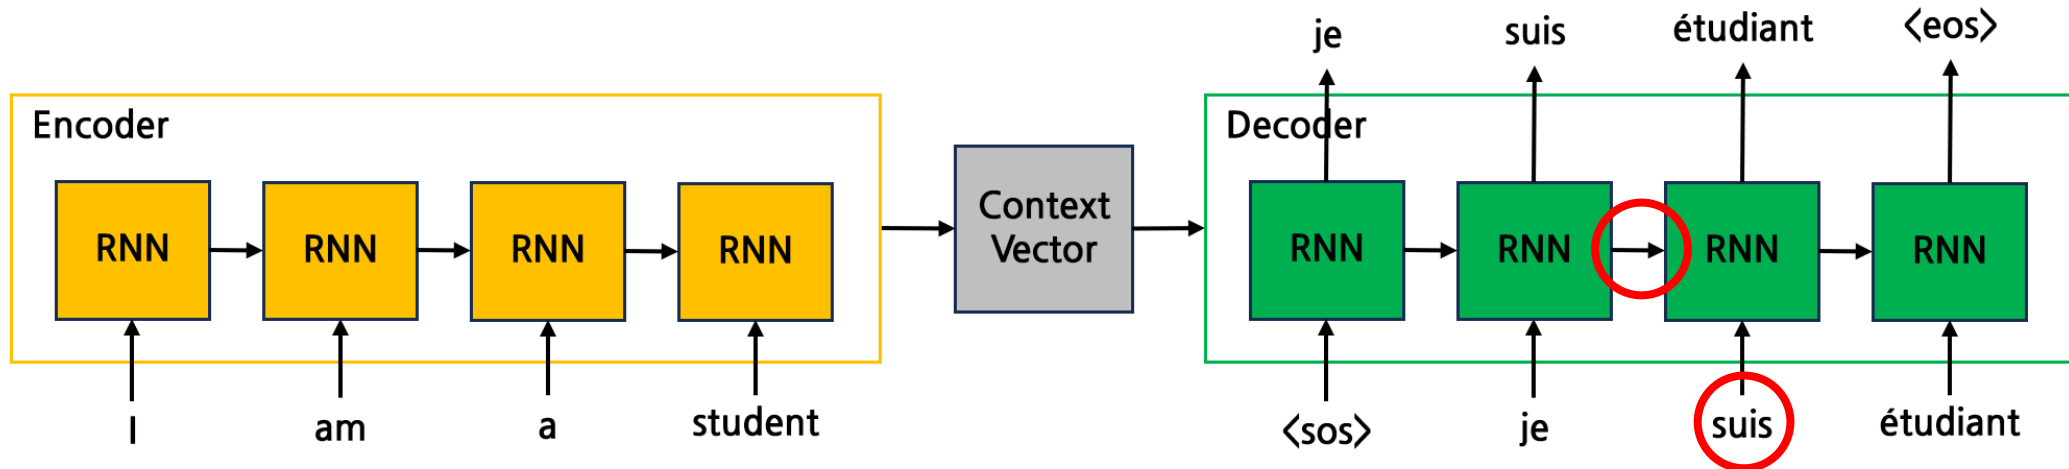 je suis étudiant <eos>
Encoder
Decoder
RNN RNN RNN RNN
Context
Vector
RNN RNN RNN RNN
I am a student
<sos> je suis étudiant